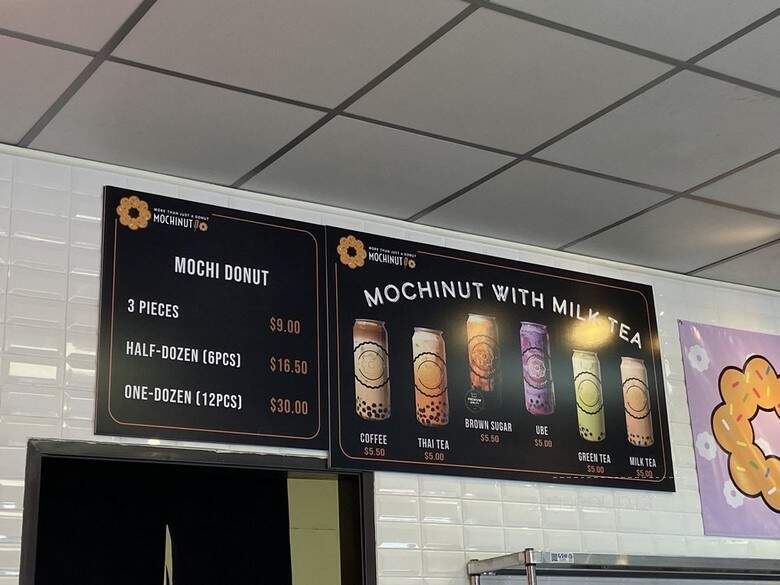 MORE THAN JUST A DONUT
MOCHINUT
MOCHI DONUT
3 PIECES
$9.00
HALF-DOZEN (6PCS)
$16.50
ONE-DOZEN (12PCS)
$30.00
MORE THAN JUST A DONUT
MOCHINUT
MOCHINUT WITH MILK TEA
COFFEE
$5.50
THAI TEA
$5.00
BROWN SUGAR
$5.50
UBE
$5.00
GREEN TEA
$5.00
MILK TEA
$5.00